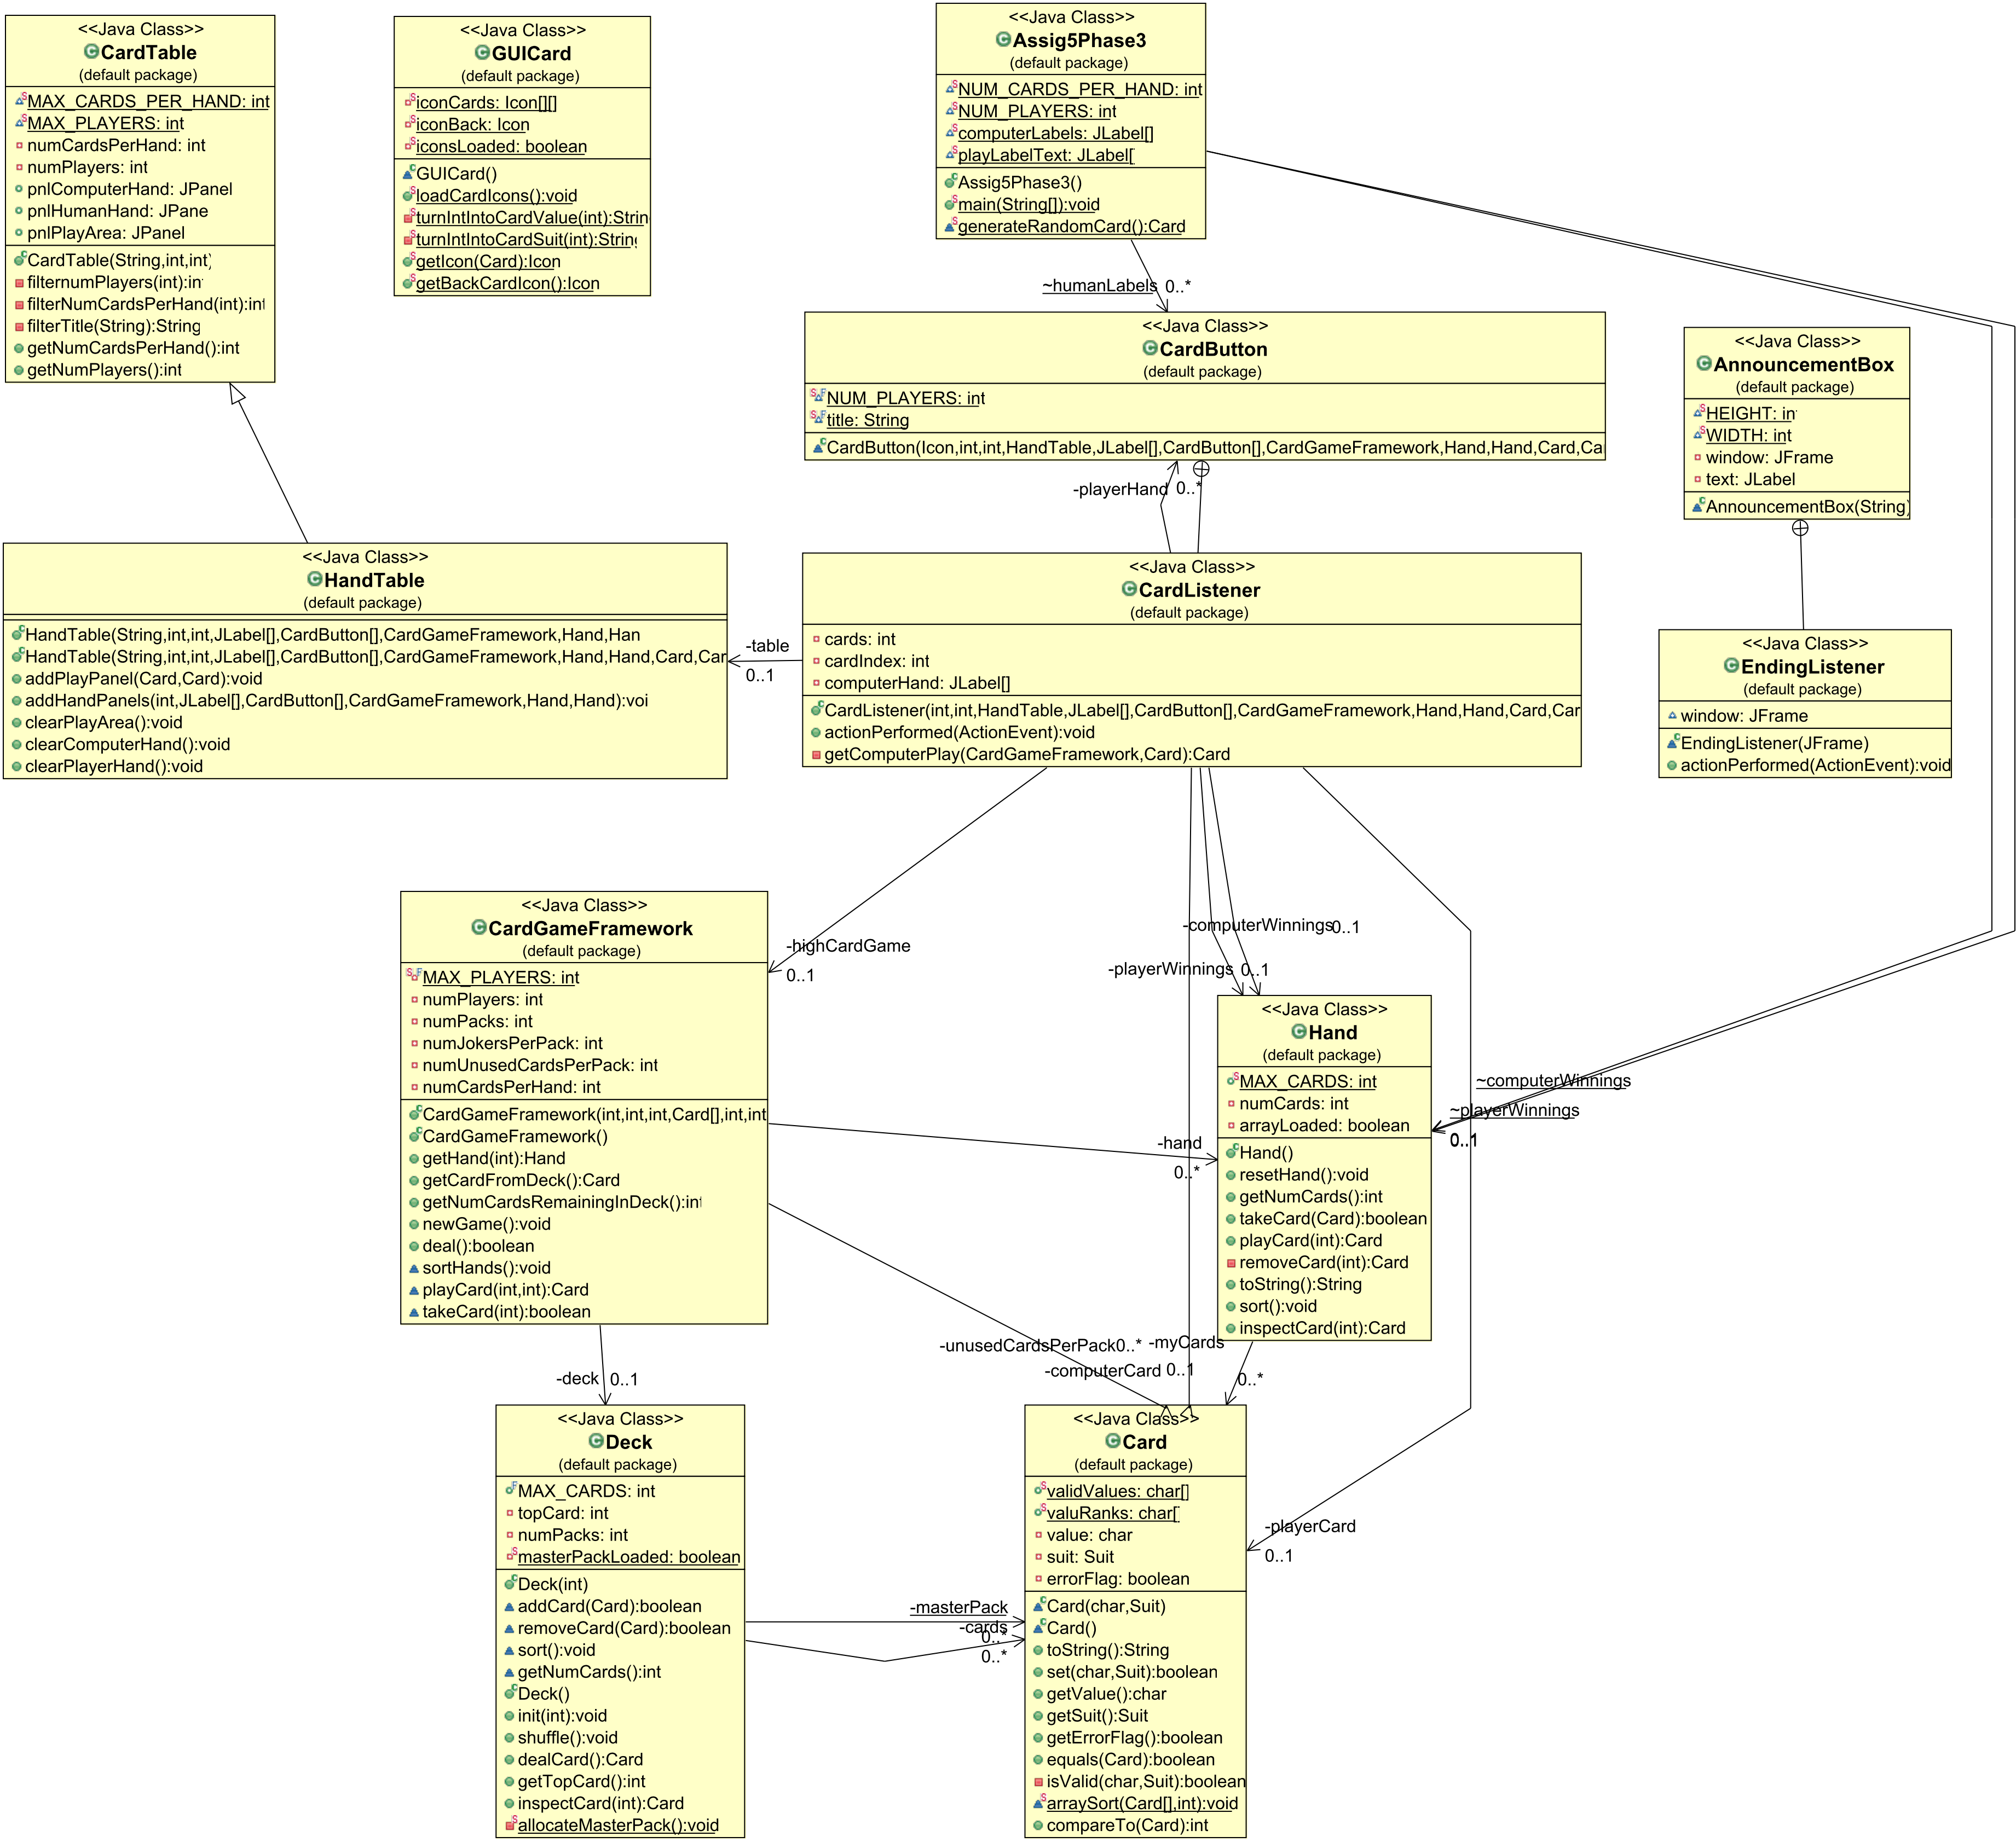 <<Java Class>>
CardTable
(default package)
MAX_CARDS_PER_HAND: int
MAX_PLAYERS: int
numCardsPerHand: int
numPlayers: int
pnlComputerHand: JPanel
pnlHumanHand: JPane
pnlPlayArea: JPanel
CardTable(String,int,int)
filternumPlayers(int):in
filterNumCardsPerHand(int):int
filterTitle(String):String
getNumCardsPerHand():int
getNumPlayers():int
<<Java Class>>
GUICard
(default package)
iconCards: Icon[][]
iconBack: Icon
iconsLoaded: boolean
GUICard()
loadCardIcons():void
turnIntIntoCardValue(int):Strin
turnIntIntoCardSuit(int):String
getIcon(Card):Icon
getBackCardIcon():Icon
<<Java Class>>
Assig5Phase3
(default package)
NUM_CARDS_PER_HAND: int
NUM_PLAYERS: int
computerLabels: JLabel[]
playLabelText: JLabel[
Assig5Phase3()
main(String[]):void
generateRandomCard():Card
~humanLabels 0..*
<<Java Class>>
CardButton
(default package)
NUM_PLAYERS: int
title: String
CardButton(Icon,int,int,HandTable,JLabel[],CardButton[],CardGameFramework,Hand,Hand,Card,Ca
<<Java Class>>
AnnouncementBox
(default package)
HEIGHT: in
WIDTH: int
window: JFrame
text: JLabel
AnnouncementBox(String)
-playerHand 0..*
<<Java Class>>
HandTable
(default package)
HandTable(String,int,int,JLabel[],CardButton[],CardGameFramework,Hand,Han
HandTable(String,int,int,JLabel[],CardButton[],CardGameFramework,Hand,Hand,Card,Car
addPlayPanel(Card,Card):void
addHandPanels(int,JLabel[],CardButton[],CardGameFramework,Hand,Hand):voi
clearPlayArea():void
clearComputerHand():void
clearPlayerHand():void
-table
0..1
<<Java Class>>
CardListener
(default package)
cards: int
cardIndex: int
computerHand: JLabel[]
CardListener(int,int,HandTable,JLabel[],CardButton[],CardGameFramework,Hand,Hand,Card,Car
actionPerformed(ActionEvent):void
getComputerPlay(CardGameFramework,Card):Card
<<Java Class>>
EndingListener
(default package)
window: JFrame
EndingListener(JFrame)
actionPerformed(ActionEvent):void
-highCardGame
0..1
-computerWinnings 0..1
-playerWinnings 0..1
<<Java Class>>
CardGameFramework
(default package)
MAX_PLAYERS: int
numPlayers: int
numPacks: int
numJokersPerPack: int
numUnusedCardsPerPack: int
numCardsPerHand: int
CardGameFramework(int,int,int,Card[],int,int
CardGameFramework()
getHand(int):Hand
getCardFromDeck():Card
getNumCardsRemainingInDeck():int
newGame():void
deal():boolean
sortHands():void
playCard(int,int):Card
takeCard(int):boolean
-hand
0..*
<<Java Class>>
Hand
(default package)
MAX_CARDS: int
numCards: int
arrayLoaded: boolean
Hand()
resetHand():void
getNumCards():int
takeCard(Card):boolean
playCard(int):Card
removeCard(int):Card
toString():String
sort():void
inspectCard(int):Card
~computerWinnings
~playerWinnings
0..1
0..1
-unusedCardsPerPack 0..*
-myCards
-computerCard 0..1
0..*
-deck 0..1
<<Java Class>>
Deck
(default package)
MAX_CARDS: int
topCard: int
numPacks: int
masterPackLoaded: boolean
Deck(int)
addCard(Card):boolean
removeCard(Card):boolean
sort():void
getNumCards():int
Deck()
init(int):void
shuffle():void
dealCard():Card
getTopCard():int
inspectCard(int):Card
allocateMasterPack():void
-masterPack
-cards
0..*
0..*
<<Java Class>>
Card
(default package)
validValues: char[]
valuRanks: char[
value: char
suit: Suit
errorFlag: boolean
Card(char,Suit)
Card()
toString():String
set(char,Suit):boolean
getValue():char
getSuit():Suit
getErrorFlag():boolean
equals(Card):boolean
isValid(char,Suit):boolean
arraySort(Card[],int):void
compareTo(Card):int
-playerCard
0..1